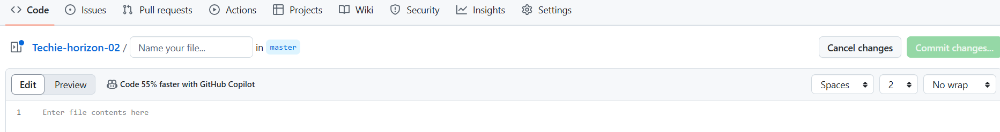 <> Code Issues Pull requests Actions Projects Wiki Security Insights Settings
Techie-horizon-02 / Name your file... in master Cancel changes Commit changes...
Edit Preview Code 55% faster with GitHub Copilot Spaces 2 No wrap
1 Enter file contents here